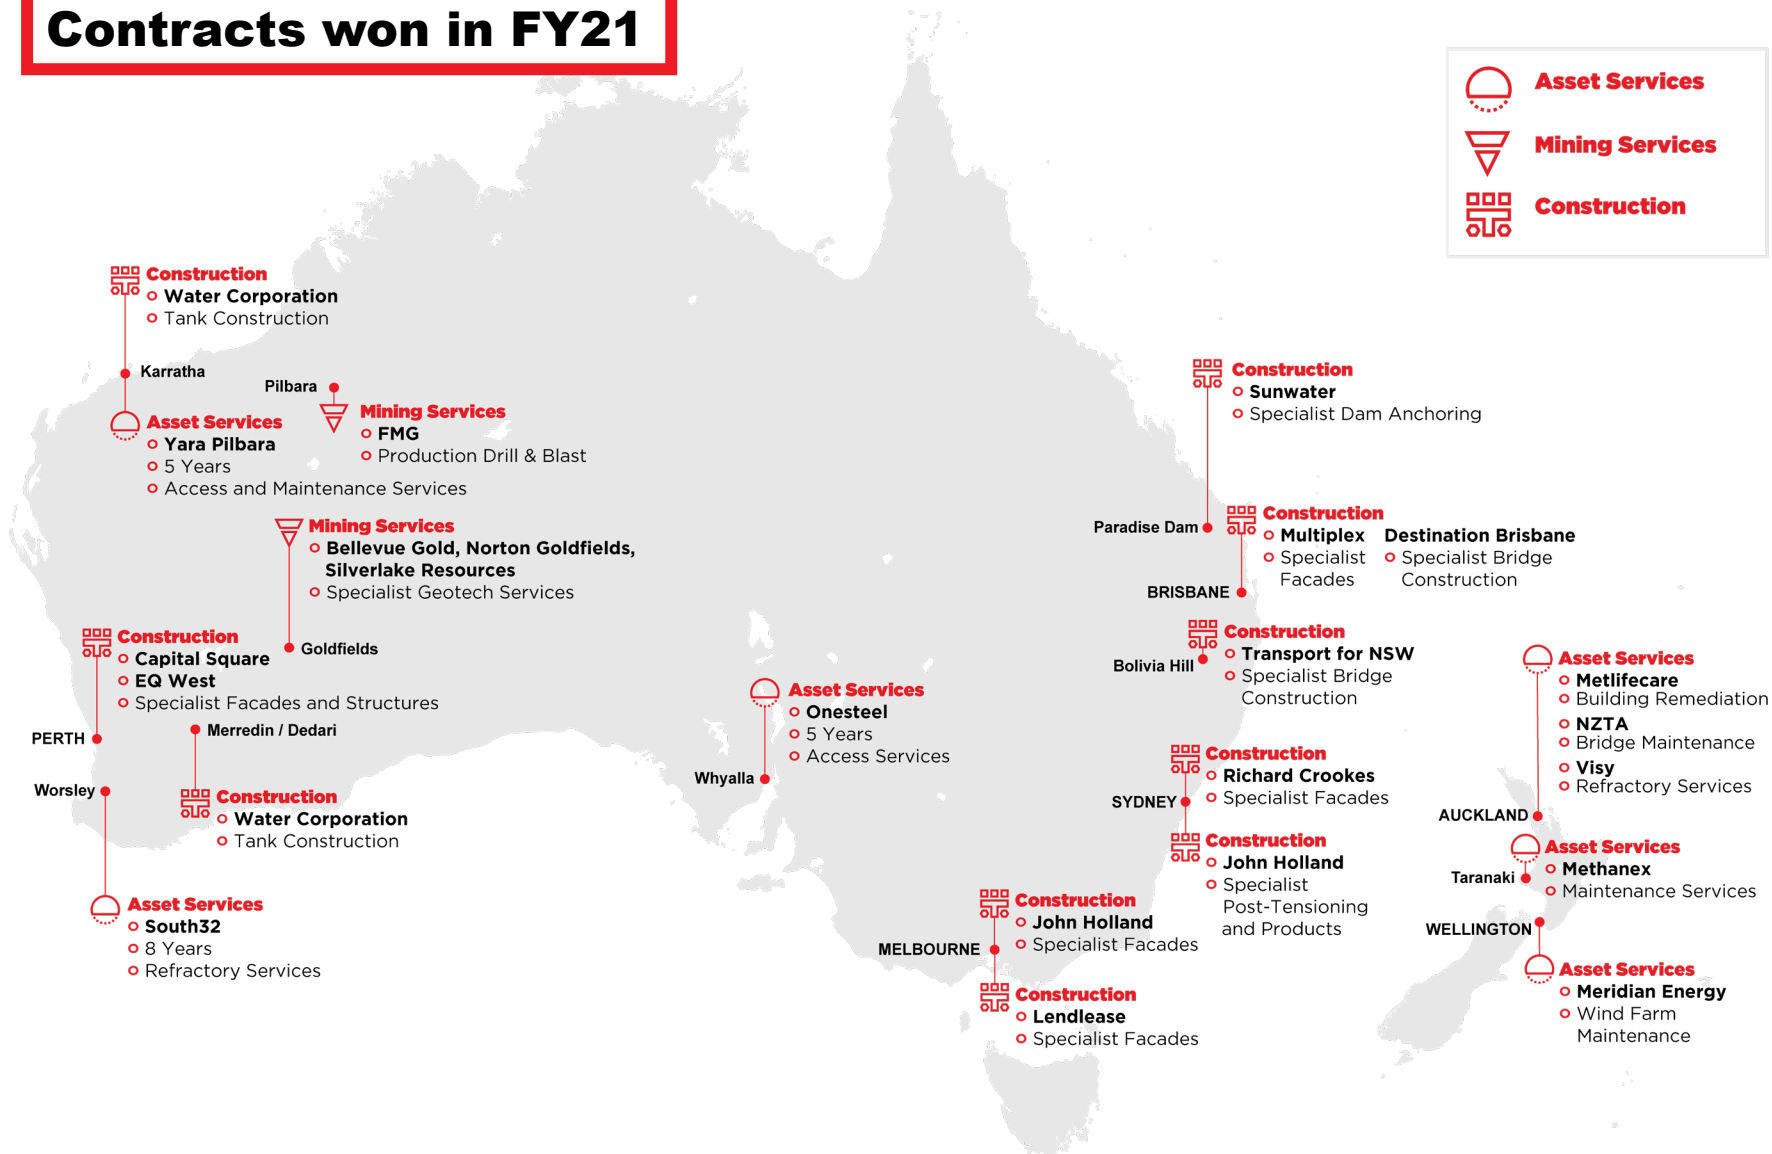 Contracts won in FY21
Asset Services
Mining Services
Construction
Construction
Water Corporation
Tank Construction
Karratha
Asset Services
Yara Pilbara
5 Years
Access and Maintenance Services
Pilbara
Mining Services
FMG
Production Drill & Blast
Mining Services
Bellevue Gold, Norton Goldfields,
Silverlake Resources
Specialist Geotech Services
Goldfields
Construction
Capital Square
EQ West
Specialist Facades and Structures
PERTH
Merredin / Dedari
Construction
Water Corporation
Tank Construction
Worsley
Asset Services
South32
8 Years
Refractory Services
Asset Services
Onesteel
5 Years
Access Services
Whyalla
Construction
John Holland
Specialist Facades
MELBOURNE
Construction
Lendlease
Specialist Facades
Construction
Sunwater
Specialist Dam Anchoring
Paradise Dam
Construction
Multiplex
Specialist
Facades
Destination Brisbane
Specialist Bridge
Construction
BRISBANE
Construction
Transport for NSW
Specialist Bridge
Construction
Bolivia Hill
Construction
Richard Crookes
Specialist Facades
SYDNEY
Construction
John Holland
Specialist
Post-Tensioning
and Products
Asset Services
Metlifecare
Building Remediation
NZTA
Bridge Maintenance
Visy
Refractory Services
AUCKLAND
Asset Services
Methanex
Maintenance Services
Taranaki
WELLINGTON
Asset Services
Meridian Energy
Wind Farm
Maintenance